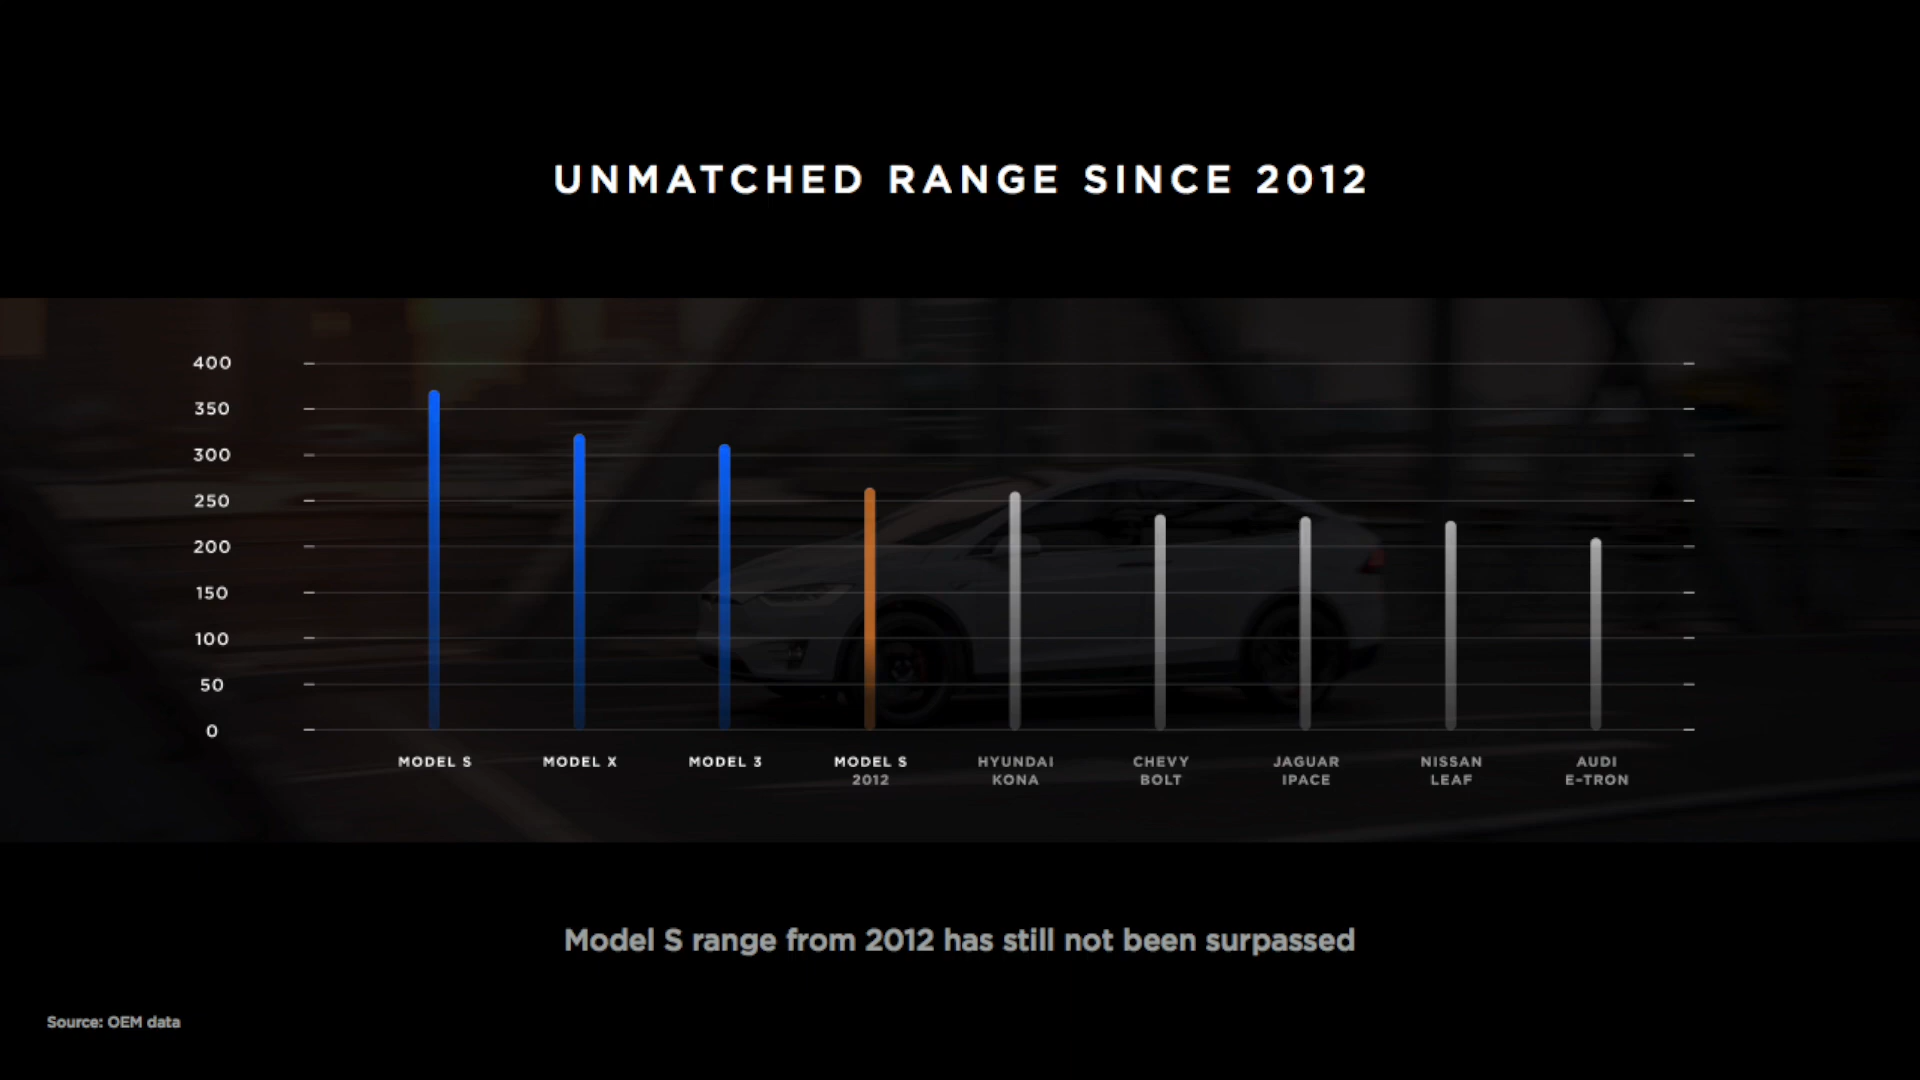 UNMATCHED RANGE SINCE 2012
400
350
300
250
200
150
100
50
0
MODEL S
MODEL X
MODEL 3
MODEL S
2012
HYUNDAI
KONA
CHEVY
BOLT
JAGUAR
IPACE
NISSAN
LEAF
AUDI
E-TRON
Model S range from 2012 has still not been surpassed
Source: OEM data